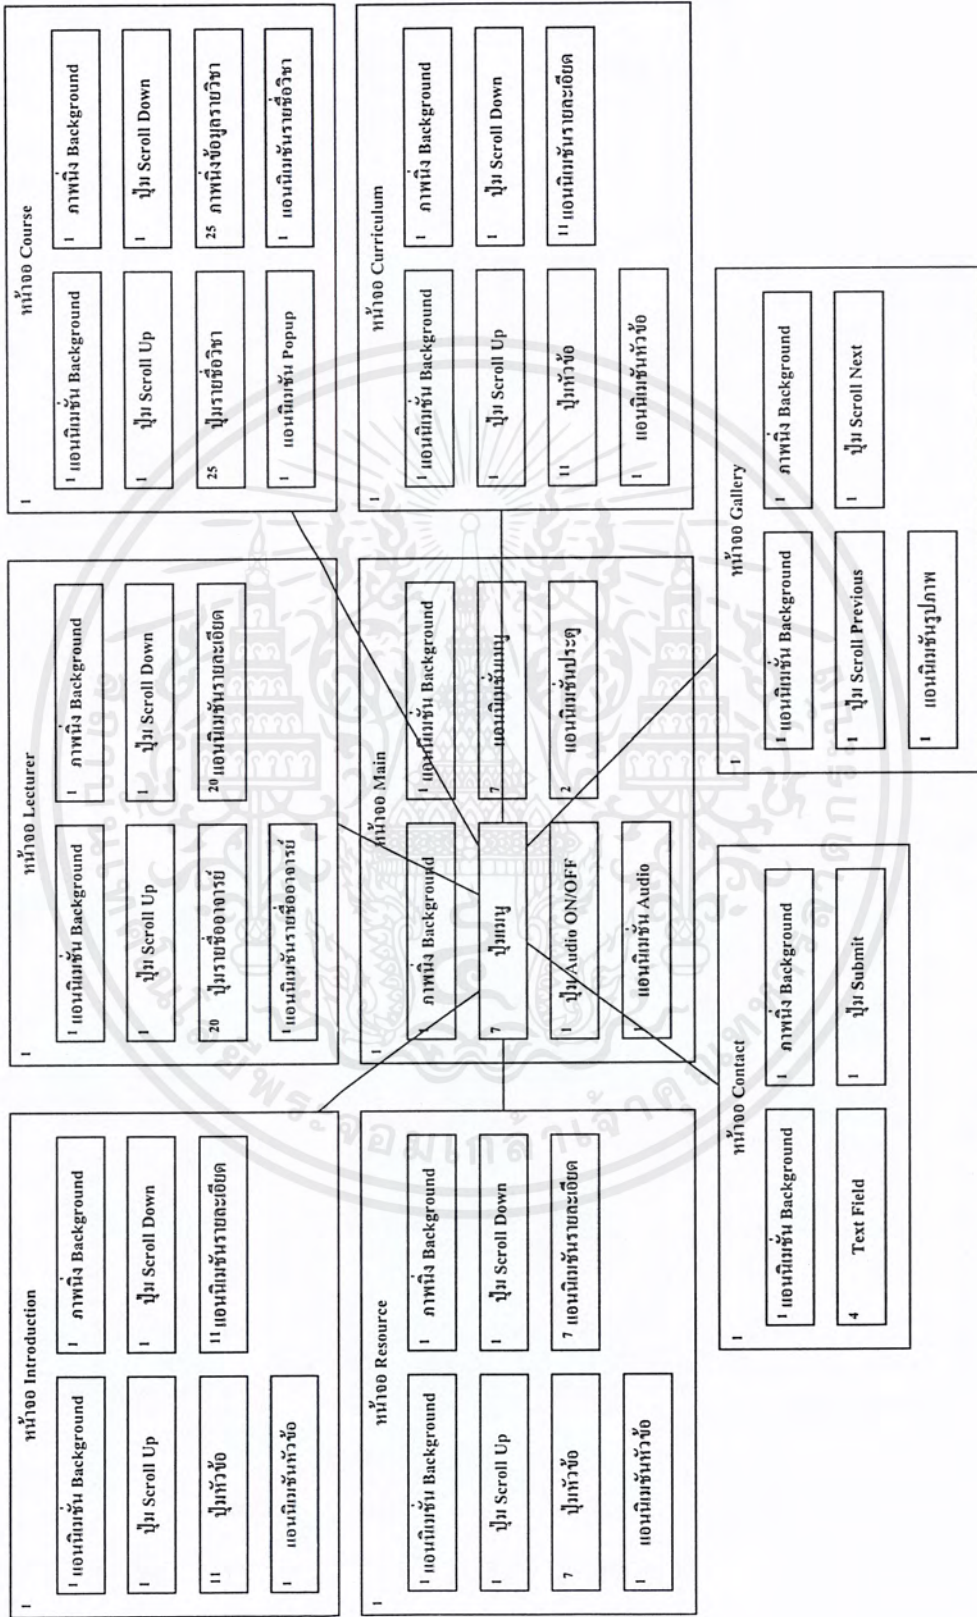 หน้าจอ Introduction
1
1 แอนนิเมชั่น Background
1 ภาพนิ่ง Background
1 ปุ่ม Scroll Up
1 ปุ่ม Scroll Down
11 ปุ่มหัวข้อ
11 แอนนิเมชันรายละเอียด
1 แอนนิเมชันหัวข้อ
หน้าจอ Lecturer
1
1 แอนนิเมชั่น Background
1 ภาพนิ่ง Background
1 ปุ่ม Scroll Up
1 ปุ่ม Scroll Down
20 ปุ่มรายชื่ออาจารย์
20 แอนนิเมชันรายละเอียด
1 แอนนิเมชันรายชื่ออาจารย์
หน้าจอ Course
1
1 แอนนิเมชั่น Background
1 ภาพนิ่ง Background
1 ปุ่ม Scroll Up
1 ปุ่ม Scroll Down
25 ปุ่มรายชื่อวิชา
25 ภาพนิ่งข้อมูลรายวิชา
1 แอนนิเมชั่น Popup
1 แอนนิเมชันรายชื่อวิชา
หน้าจอ Resource
1
1 แอนนิเมชั่น Background
1 ภาพนิ่ง Background
1 ปุ่ม Scroll Up
1 ปุ่ม Scroll Down
7 ปุ่มหัวข้อ
7 แอนนิเมชันรายละเอียด
1 แอนนิเมชันหัวข้อ
หน้าจอ Main
1
1 ภาพนิ่ง Background
1 แอนนิเมชั่น Background
7 ปุ่มเมนู
7 แอนนิเมชั่นเมนู
1 ปุ่ม Audio ON/OFF
2 แอนนิเมชั่นประตู
1 แอนนิเมชั่น Audio
หน้าจอ Curriculum
1
1 แอนนิเมชั่น Background
1 ภาพนิ่ง Background
1 ปุ่ม Scroll Up
1 ปุ่ม Scroll Down
11 ปุ่มหัวข้อ
11 แอนนิเมชันรายละเอียด
1 แอนนิเมชันหัวข้อ
หน้าจอ Contact
1
1 แอนนิเมชั่น Background
1 ภาพนิ่ง Background
4 Text Field
1 ปุ่ม Submit
หน้าจอ Gallery
1
1 แอนนิเมชั่น Background
1 ภาพนิ่ง Background
1 ปุ่ม Scroll Previous
1 ปุ่ม Scroll Next
1 แอนนิเมชันรูปภาพ